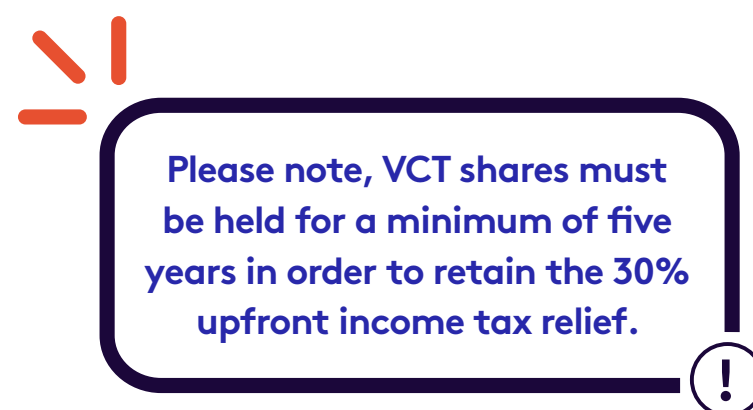 Please note, VCT shares must
be held for a minimum of five
years in order to retain the 30%
upfront income tax relief.
!